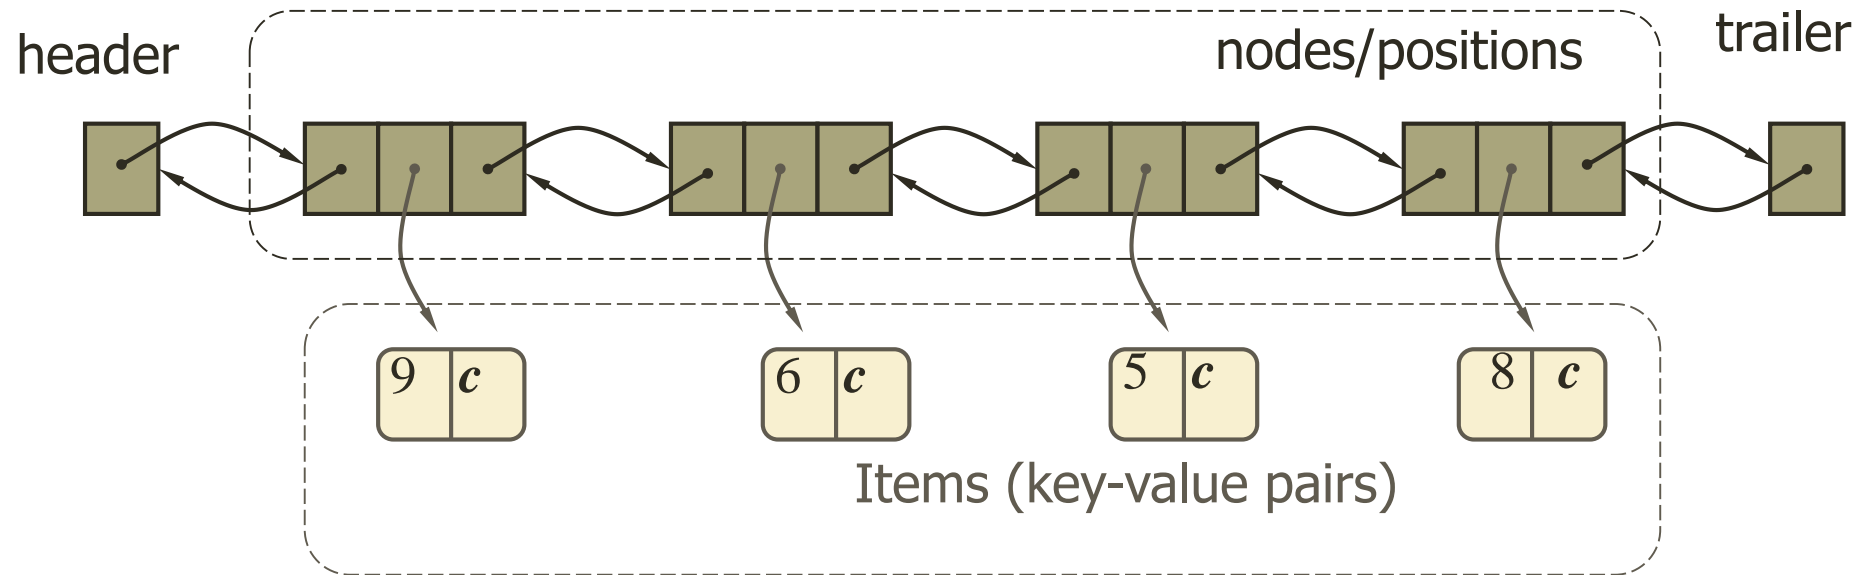 header
nodes/positions
trailer
9 c
6 c
5 c
8 c
Items (key-value pairs)